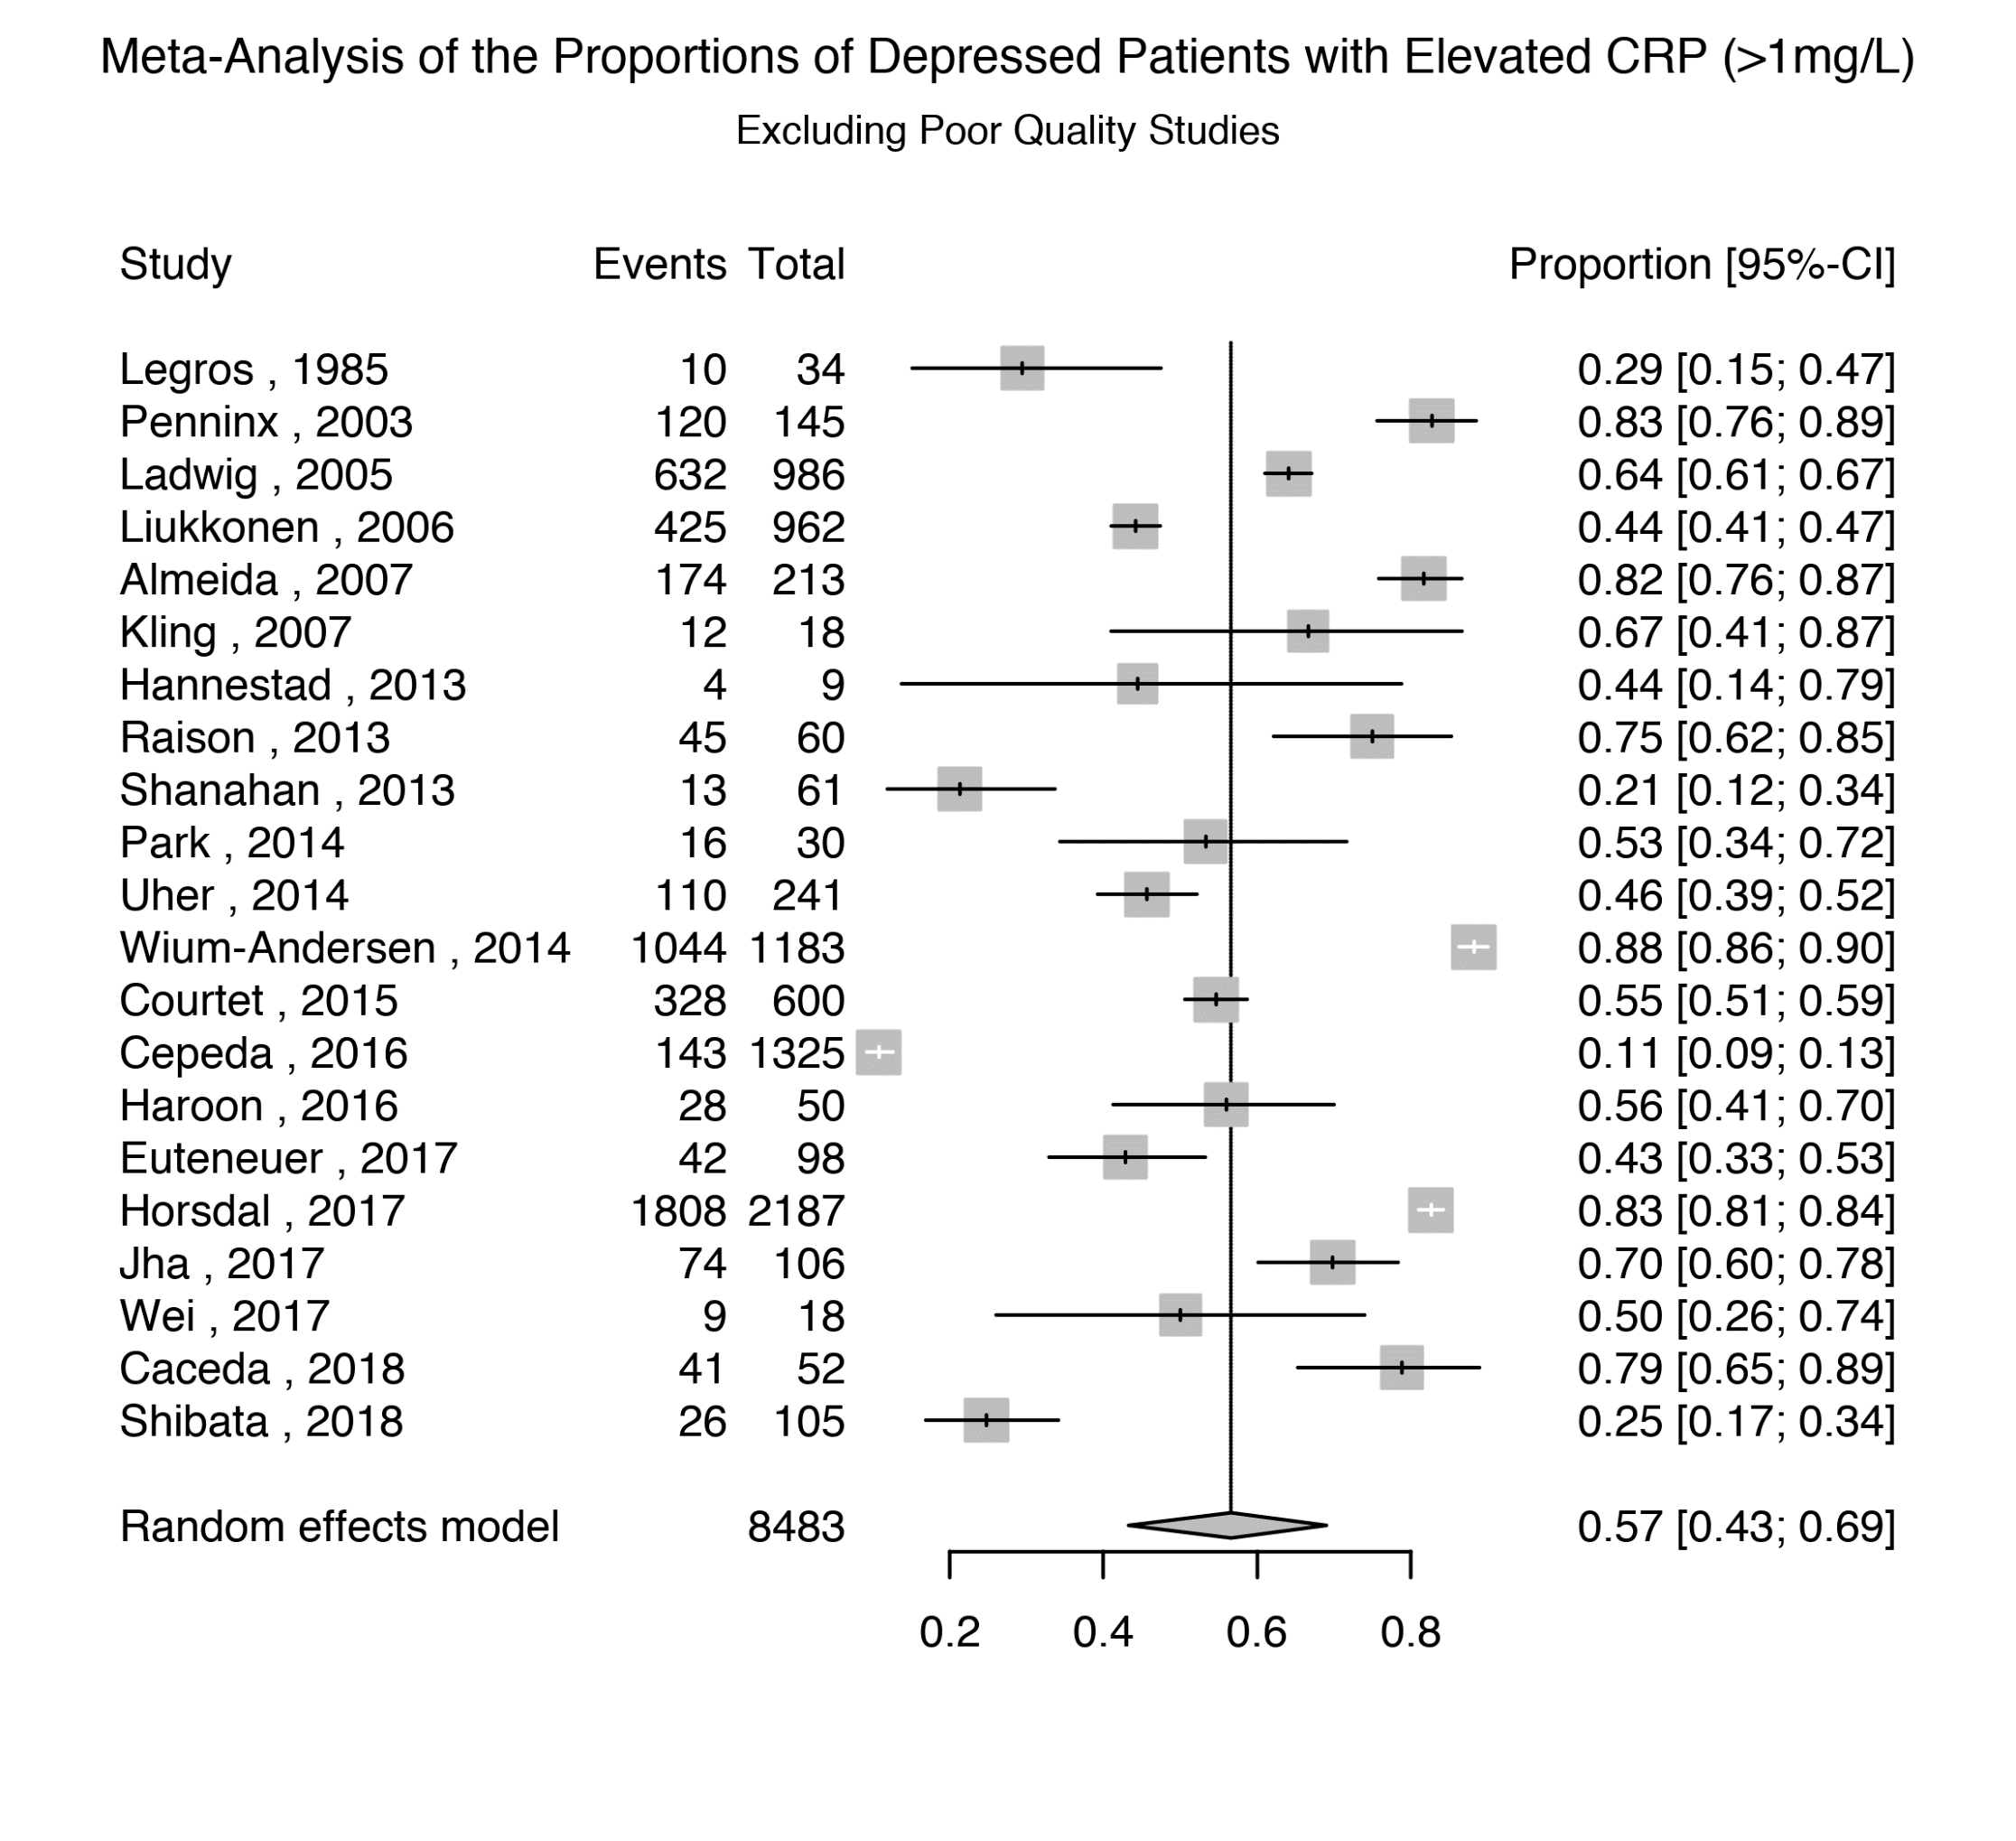 Meta-Analysis of the Proportions of Depressed Patients with Elevated CRP (>1mg/L)
Excluding Poor Quality Studies
Study Events Total Proportion [95%-CI]
Legros , 1985 10 34 0.29 [0.15; 0.47]
Penninx , 2003 120 145 0.83 [0.76; 0.89]
Ladwig , 2005 632 986 0.64 [0.61; 0.67]
Liukkonen , 2006 425 962 0.44 [0.41; 0.47]
Almeida , 2007 174 213 0.82 [0.76; 0.87]
Kling , 2007 12 18 0.67 [0.41; 0.87]
Hannestad , 2013 4 9 0.44 [0.14; 0.79]
Raison , 2013 45 60 0.75 [0.62; 0.85]
Shanahan , 2013 13 61 0.21 [0.12; 0.34]
Park , 2014 16 30 0.53 [0.34; 0.72]
Uher , 2014 110 241 0.46 [0.39; 0.52]
Wium-Andersen , 2014 1044 1183 0.88 [0.86; 0.90]
Courtet , 2015 328 600 0.55 [0.51; 0.59]
Cepeda , 2016 143 1325 0.11 [0.09; 0.13]
Haroon , 2016 28 50 0.56 [0.41; 0.70]
Euteneuer , 2017 42 98 0.43 [0.33; 0.53]
Horsdal , 2017 1808 2187 0.83 [0.81; 0.84]
Jha , 2017 74 106 0.70 [0.60; 0.78]
Wei , 2017 9 18 0.50 [0.26; 0.74]
Caceda , 2018 41 52 0.79 [0.65; 0.89]
Shibata , 2018 26 105 0.25 [0.17; 0.34]
Random effects model 8483 0.57 [0.43; 0.69]
0.2 0.4 0.6 0.8